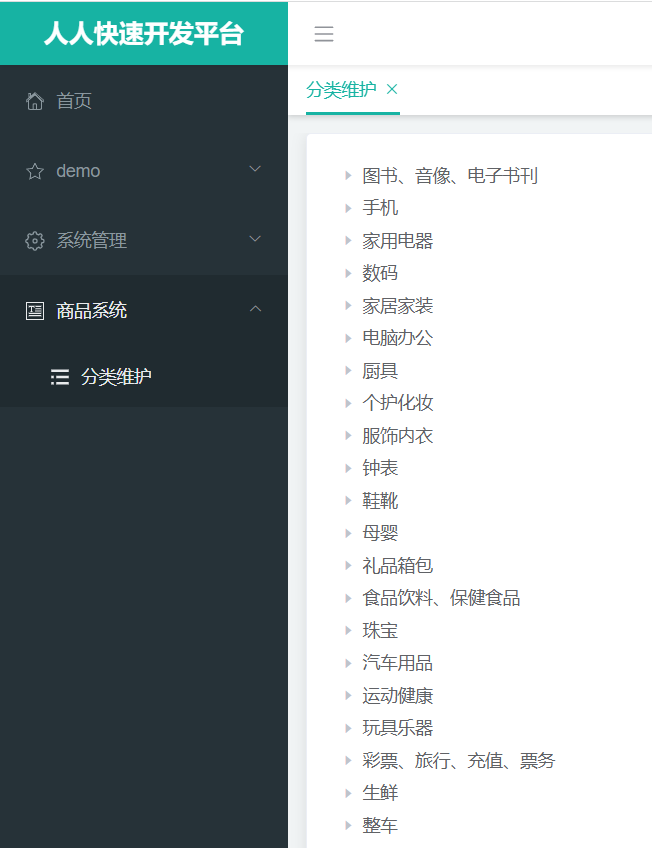 人人快速开发平台
首页
demo
系统管理
商品系统
分类维护
分类维护
图书、音像、电子书刊
手机
家用电器
数码
家居家装
电脑办公
厨具
个护化妆
服饰内衣
钟表
鞋靴
母婴
礼品箱包
食品饮料、保健食品
珠宝
汽车用品
运动健康
玩具乐器
彩票、旅行、充值、票务
生鲜
整车